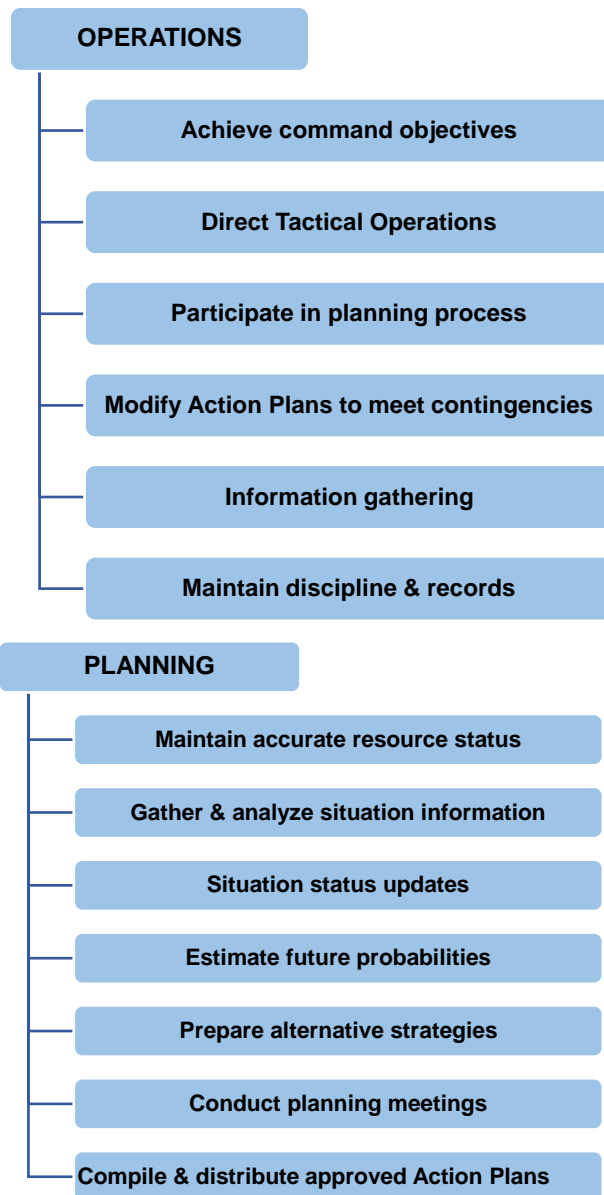 OPERATIONS
Achieve command objectives
Direct Tactical Operations
Participate in planning process
Modify Action Plans to meet contingencies
Information gathering
Maintain discipline & records
PLANNING
Maintain accurate resource status
Gather & analyze situation information
Situation status updates
Estimate future probabilities
Prepare alternative strategies
Conduct planning meetings
Compile & distribute approved Action Plans